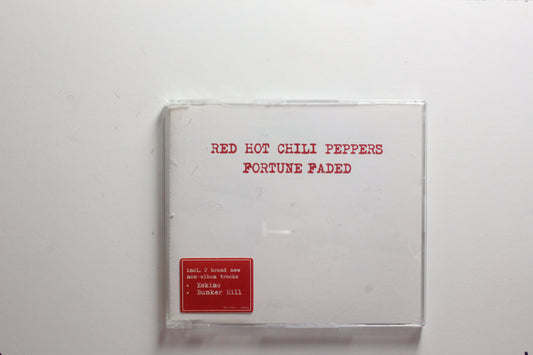 RED HOT CHILI PEPPERS
FORTUNE FADED
incl. 2 brand new
non-album tracks
• Eskimo
• Bunker Hill